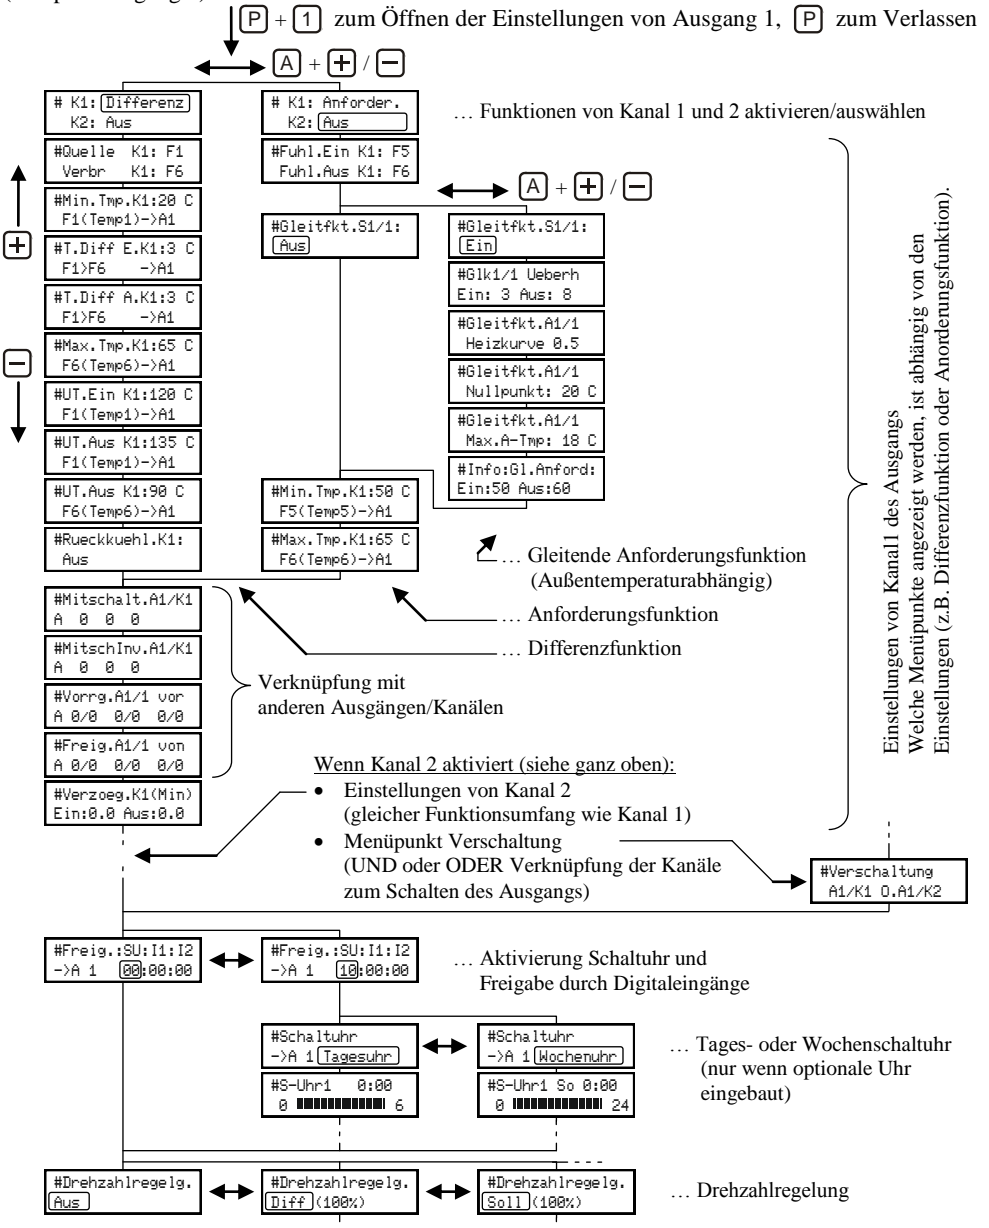 P + 1 zum Öffnen der Einstellungen von Ausgang 1, P zum Verlassen
A + + / −
# K1: Differenz
K2: Aus
# K1: Anforder.
K2: Aus
… Funktionen von Kanal 1 und 2 aktivieren/auswählen
#Quelle K1: F1
Verbr K1: F6
#Fuhl.Ein K1: F5
Fuhl.Aus K1: F6
A + + / −
+
−
#Min.Tmp.K1:20 C
F1(Temp1)->A1
#T.Diff E.K1:3 C
F1>F6 ->A1
#T.Diff A.K1:3 C
F1>F6 ->A1
#Max.Tmp.K1:65 C
F6(Temp6)->A1
#UT.Ein K1:120 C
F1(Temp1)->A1
#UT.Aus K1:135 C
F1(Temp1)->A1
#UT.Aus K1:90 C
F6(Temp6)->A1
#Rueckkuehl.K1:
Aus
#Gleitfkt.S1/1:
Aus
#Gleitfkt.S1/1:
Ein
#Glk1/1 Ueberh
Ein: 3 Aus: 8
#Gleitfkt.A1/1
Heizkurve 0.5
#Gleitfkt.A1/1
Nullpunkt: 20 C
#Gleitfkt.A1/1
Max.A-Tmp: 18 C
#Info:Gl.Anford:
Ein:50 Aus:60
#Min.Tmp.K1:50 C
F5(Temp5)->A1
#Max.Tmp.K1:65 C
F6(Temp6)->A1
… Gleitende Anforderungsfunktion
(Außentemperaturabhängig)
… Anforderungsfunktion
… Differenzfunktion
Einstellungen von Kanal1 des Ausgangs
Welche Menüpunkte angezeigt werden, ist abhängig von den
Einstellungen (z.B. Differenzfunktion oder Anorderungsfunktion).
#Mitschalt.A1/K1
A 0 0 0
#MitschInv.A1/K1
A 0 0 0
#Vorrg.A1/1 vor
A 0/0 0/0 0/0
#Freig.A1/1 von
A 0/0 0/0 0/0
Verknüpfung mit
anderen Ausgängen/Kanälen
#Verzoeg.K1(Min)
Ein:0.0 Aus:0.0
Wenn Kanal 2 aktiviert (siehe ganz oben):
• Einstellungen von Kanal 2
(gleicher Funktionsumfang wie Kanal 1)
• Menüpunkt Verschaltung
(UND oder ODER Verknüpfung der Kanäle
zum Schalten des Ausgangs)
#Verschaltung
A1/K1 O.A1/K2
#Freig.:SU:I1:I2
->A 1 00:00:00
#Freig.:SU:I1:I2
->A 1 10:00:00
… Aktivierung Schaltuhr und
Freigabe durch Digitaleingänge
#Schaltuhr
->A 1 Tagesuhr
#Schaltuhr
->A 1 Wochenuhr
… Tages- oder Wochenschaltuhr
(nur wenn optionale Uhr
eingebaut)
#S-Uhr1 0:00
0 6
#S-Uhr1 So 0:00
0 24
#Drehzahlregelg.
Aus
#Drehzahlregelg.
Diff (100%)
#Drehzahlregelg.
Soll (100%)
… Drehzahlregelung